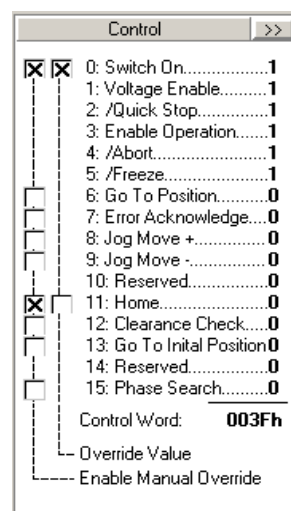 Control >>
0: Switch On..................1
1: Voltage Enable..........1
2: /Quick Stop................1
3: Enable Operation.......1
4: /Abort.........................1
5: /Freeze......................1
6: Go To Position...........0
7: Error Acknowledge....0
8: Jog Move +................0
9: Jog Move -.................0
10: Reserved.................0
11: Home.......................0
12: Clearance Check.....0
13: Go To Inital Position 0
14: Reserved.................0
15: Phase Search..........0
Control Word: 003Fh
Override Value
Enable Manual Override